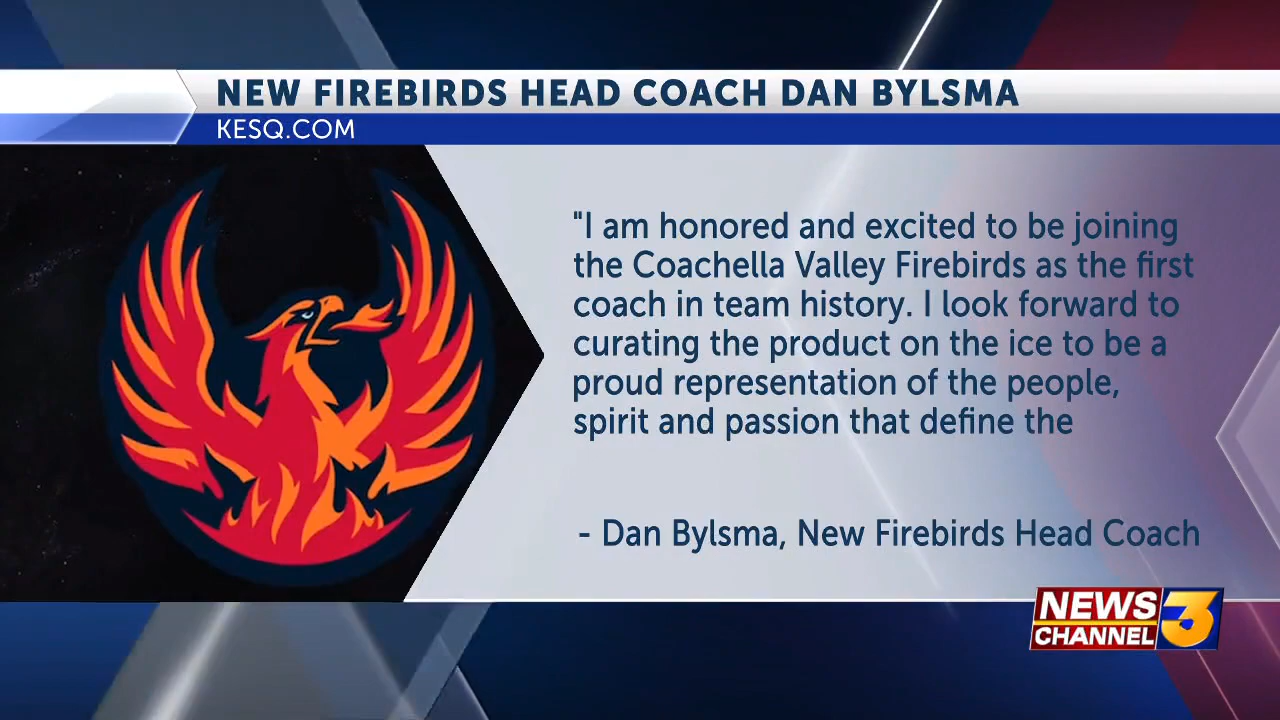 NEW FIREBIRDS HEAD COACH DAN BYLSMA
KESQ.COM
"I am honored and excited to be joining
the Coachella Valley Firebirds as the first
coach in team history. I look forward to
curating the product on the ice to be a
proud representation of the people,
spirit and passion that define the
- Dan Bylsma, New Firebirds Head Coach
NEWS
CHANNEL 3